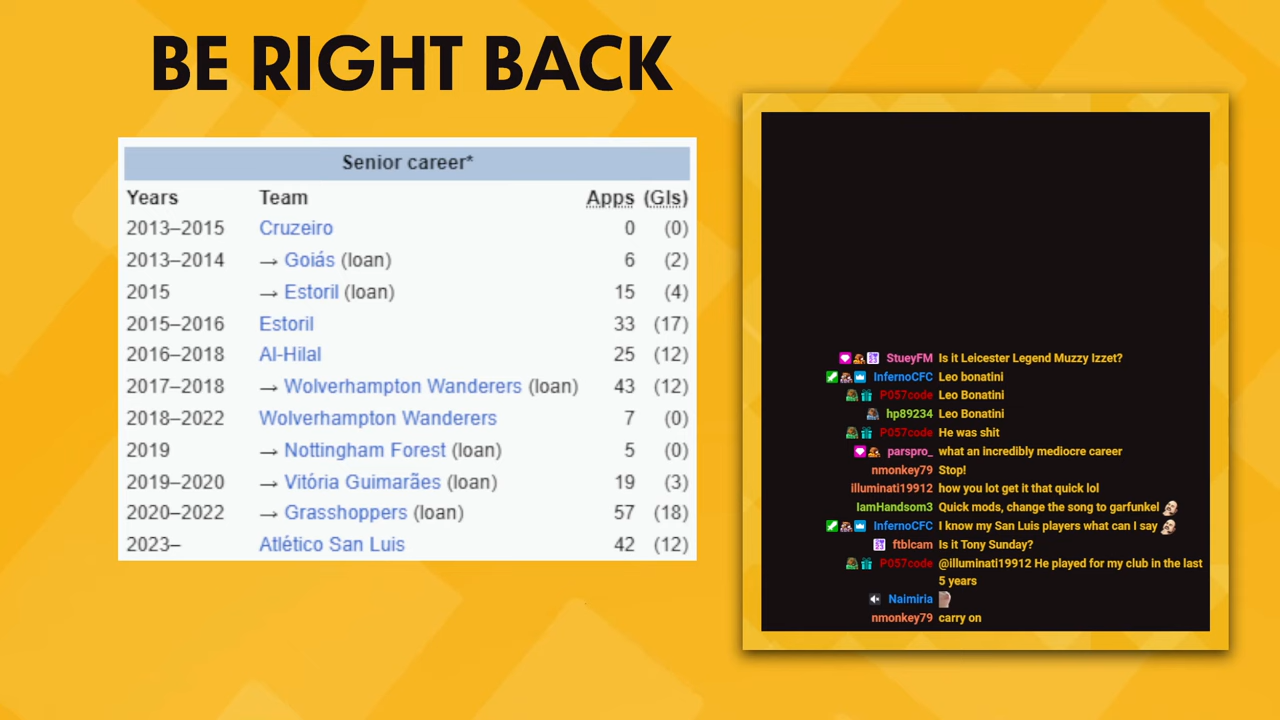 BE RIGHT BACK
Senior career*
Years Team Apps (Gls)
2013–2015 Cruzeiro 0 (0)
2013–2014 → Goiás (loan) 6 (2)
2015 → Estoril (loan) 15 (4)
2015–2016 Estoril 33 (17)
2016–2018 Al-Hilal 25 (12)
2017–2018 → Wolverhampton Wanderers (loan) 43 (12)
2018–2022 Wolverhampton Wanderers 7 (0)
2019 → Nottingham Forest (loan) 5 (0)
2019–2020 → Vitória Guimarães (loan) 19 (3)
2020–2022 → Grasshoppers (loan) 57 (18)
2023– Atlético San Luis 42 (12)
StueyFM Is it Leicester Legend Muzzy Izzet?
InfernoCFC Leo bonatini
P057code Leo Bonatini
hp89234 Leo Bonatini
P057code He was shit
parspro_ what an incredibly mediocre career
nmonkey79 Stop!
illuminati19912 how you lot get it that quick lol
IamHandsom3 Quick mods, change the song to garfunkel
InfernoCFC I know my San Luis players what can I say
ftblcam Is it Tony Sunday?
P057code @illuminati19912 He played for my club in the last
5 years
Naimiria
nmonkey79 carry on